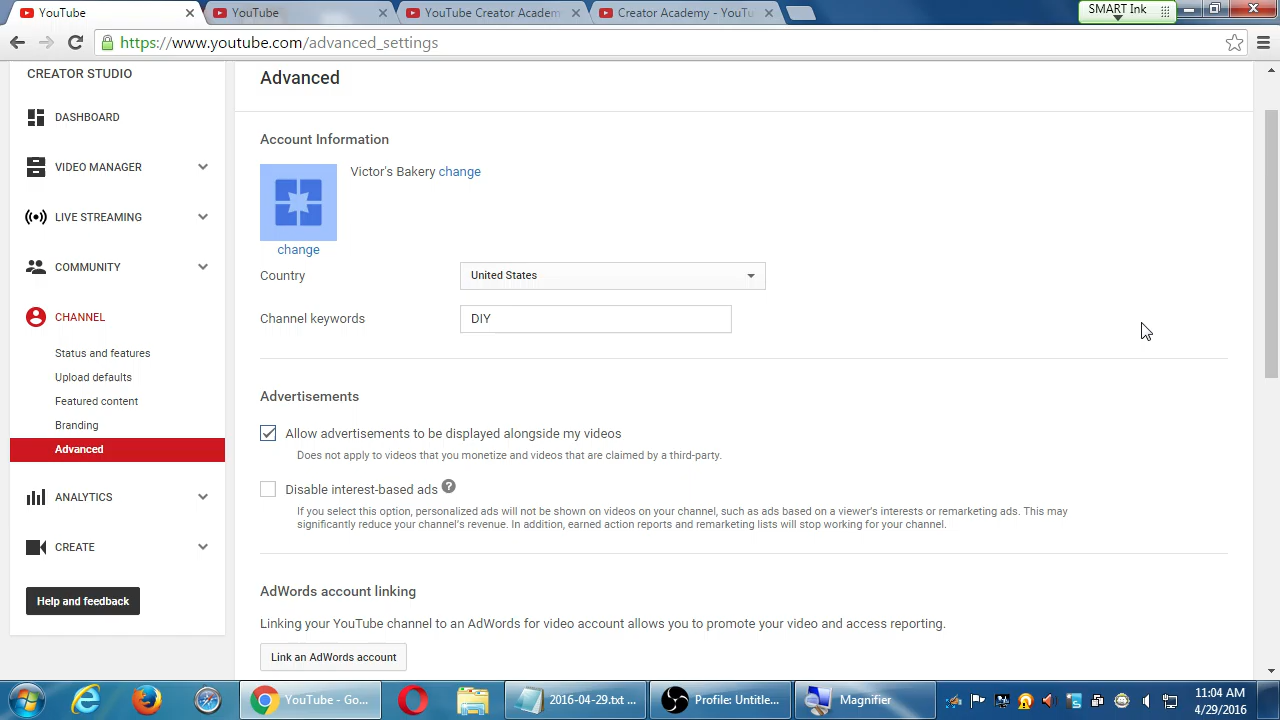 YouTube
YouTube
YouTube Creator Academ
Creator Academy - YouTu
SMART Ink
https://www.youtube.com/advanced_settings
CREATOR STUDIO
DASHBOARD
VIDEO MANAGER
LIVE STREAMING
COMMUNITY
CHANNEL
Status and features
Upload defaults
Featured content
Branding
Advanced
ANALYTICS
CREATE
Help and feedback
Advanced
Account Information
Victor's Bakery change
change
Country
United States
Channel keywords
DIY
Advertisements
Allow advertisements to be displayed alongside my videos
Does not apply to videos that you monetize and videos that are claimed by a third-party.
Disable interest-based ads ?
If you select this option, personalized ads will not be shown on videos on your channel, such as ads based on a viewer's interests or remarketing ads. This may
significantly reduce your channel's revenue. In addition, earned action reports and remarketing lists will stop working for your channel.
AdWords account linking
Linking your YouTube channel to an AdWords for video account allows you to promote your video and access reporting.
Link an AdWords account
YouTube - Go...
2016-04-29.txt ...
Profile: Untitle...
Magnifier
11:04 AM
4/29/2016